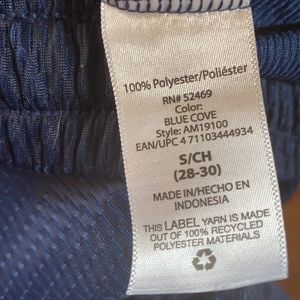 100% Polyester/Poliéster
RN# 52469
Color:
BLUE COVE
Style: AM19100
EAN/UPC 4 71103444934
S/CH
(28-30)
MADE IN/HECHO EN
INDONESIA
THIS LABEL YARN IS MADE
OUT OF 100% RECYCLED
POLYESTER MATERIALS